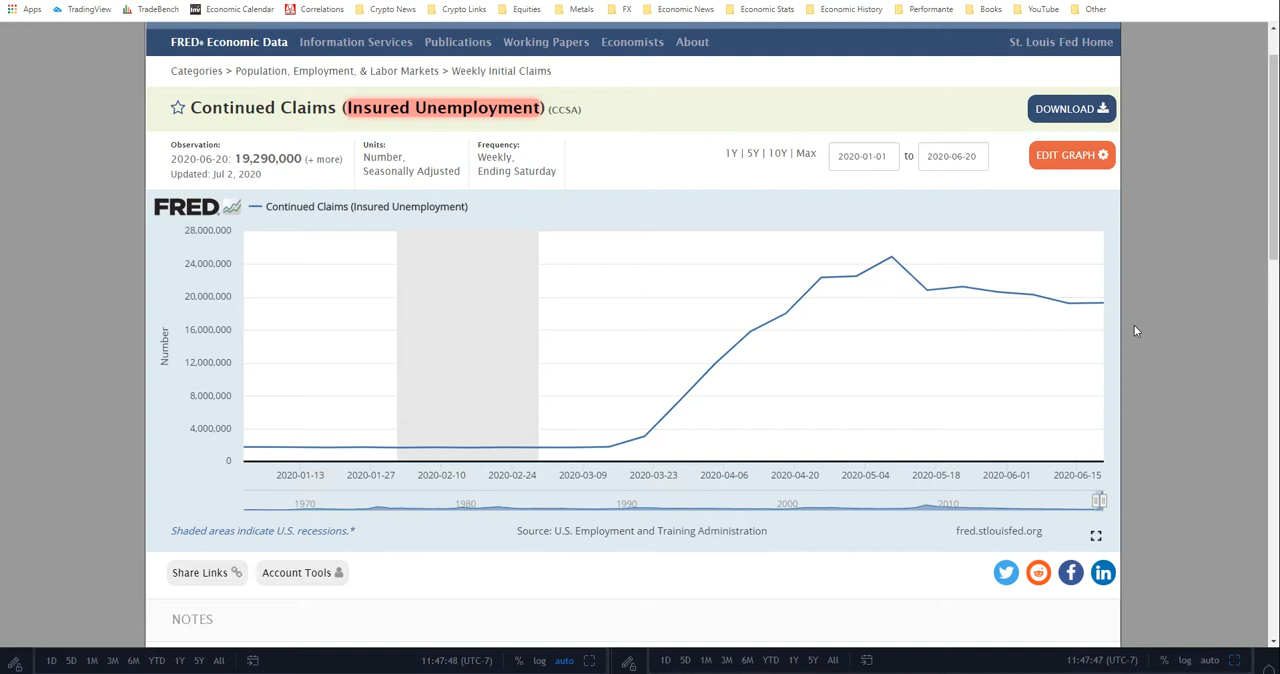 Apps TradingView TradeBench Inv Economic Calendar Correlations Crypto News Crypto Links Equities Metals FX Economic News Economic Stats Economic History Performante Books YouTube Other
FRED® Economic Data Information Services Publications Working Papers Economists About St. Louis Fed Home
Categories > Population, Employment, & Labor Markets > Weekly Initial Claims
Continued Claims (Insured Unemployment) (CCSA) DOWNLOAD
Observation: Units: Frequency:
2020-06-20: 19,290,000 (+ more) Number, Weekly, 1Y | 5Y | 10Y | Max 2020-01-01 to 2020-06-20 EDIT GRAPH
Updated: Jul 2, 2020 Seasonally Adjusted Ending Saturday
FRED Continued Claims (Insured Unemployment)
28,000,000
24,000,000
20,000,000
16,000,000
12,000,000
8,000,000
4,000,000
0
Number
2020-01-13 2020-01-27 2020-02-10 2020-02-24 2020-03-09 2020-03-23 2020-04-06 2020-04-20 2020-05-04 2020-05-18 2020-06-01 2020-06-15
1970 1980 1990 2000 2010
Shaded areas indicate U.S. recessions.* Source: U.S. Employment and Training Administration fred.stlouisfed.org
Share Links Account Tools
NOTES
1D 5D 1M 3M 6M YTD 1Y 5Y All 11:47:48 (UTC-7) % log auto 1D 5D 1M 3M 6M YTD 1Y 5Y All 11:47:47 (UTC-7) % log auto